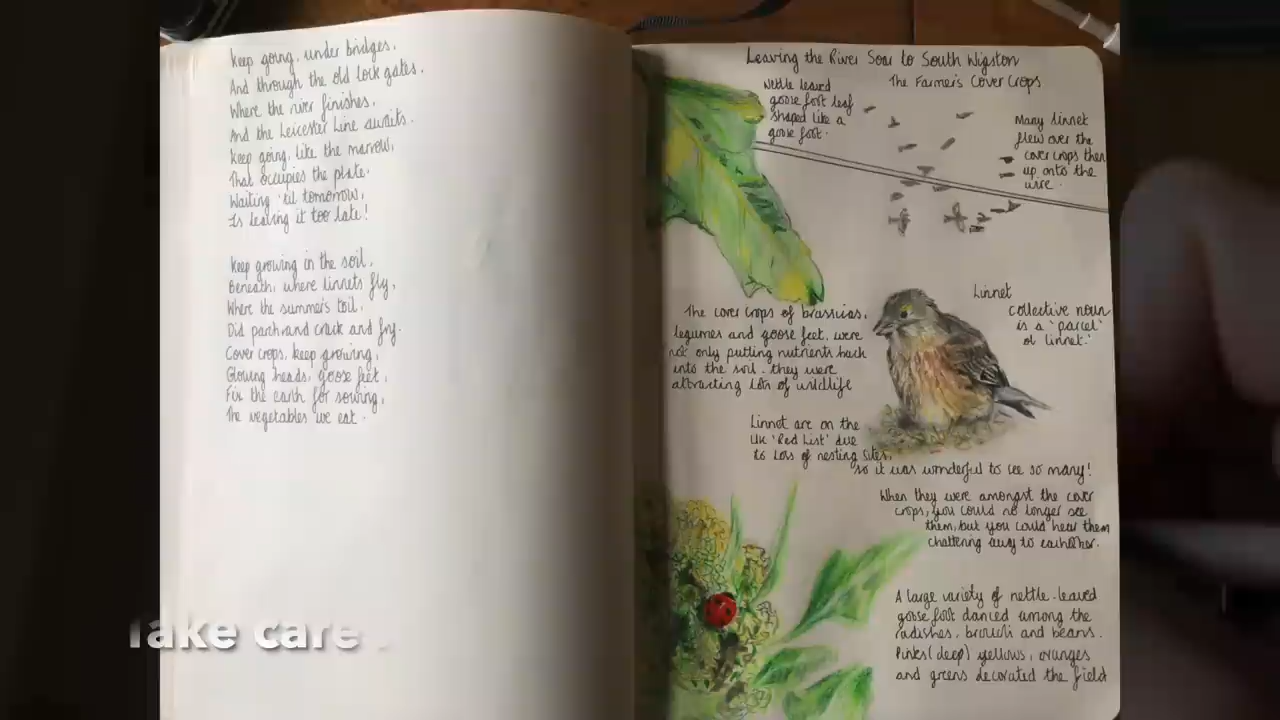 Keep going, under bridges,
And through the old lock gates,
Where the river finishes,
And the Leicester Line awaits.
Keep going, like the marrow,
That occupies the plate,
Waiting 'til tomorrow,
Is leaving it too late!
Keep growing in the soil,
Beneath, where linnets fly,
Where the summer's toil,
Did parch and crack and fry.
Cover crops, keep growing,
Glowing heads, goose feet,
Fix the earth for sowing,
The vegetables we eat.
Leaving the River Soar to South Wigston
The Farmer's Cover Crops
Nettle leaved
goose foot leaf
shaped like a
goose foot.
Many linnet
flew over the
cover crops then
up onto the
wire.
Linnet
collective noun
is a 'parcel'
of linnet.
The cover crops of brassicas,
legumes and goose feet, were
not only putting nutrients back
into the soil - they were
attracting lots of wildlife
Linnet are on the
UK 'Red List' due
to loss of nesting sites,
so it was wonderful to see so many!
When they were amongst the cover
crops, you could no longer see
them, but you could hear them
chattering away to eachother.
A large variety of nettle-leaved
goose foot danced among the
radishes, brocoli and beans.
Pinks (deep) yellows, oranges
and greens decorated the field
Take care